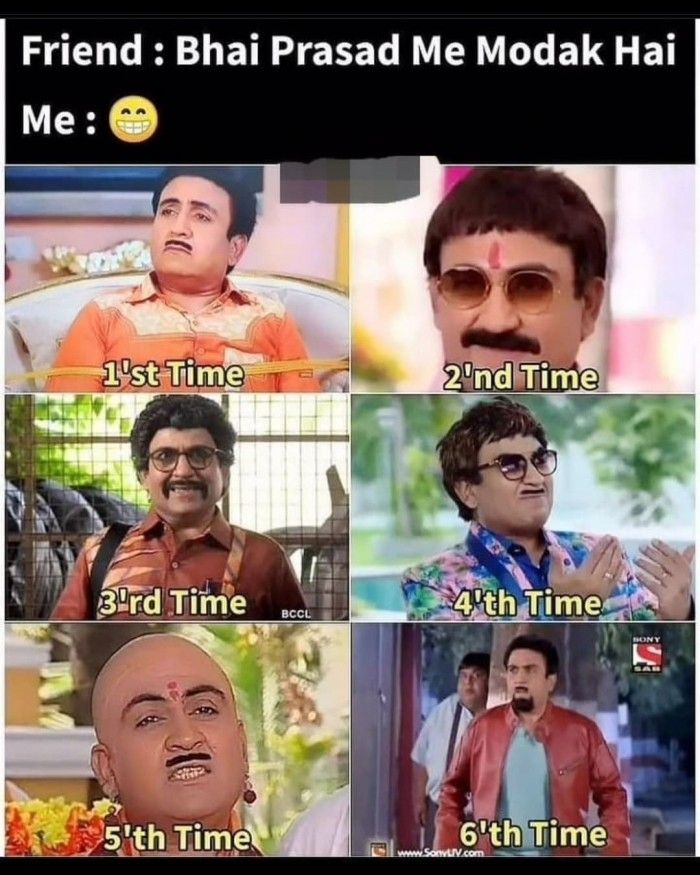 Friend : Bhai Prasad Me Modak Hai
Me : 😁
1'st Time
2'nd Time
3'rd Time
BCCL
4'th Time
SONY
SAB
5'th Time
6'th Time
www.SonyLIV.com